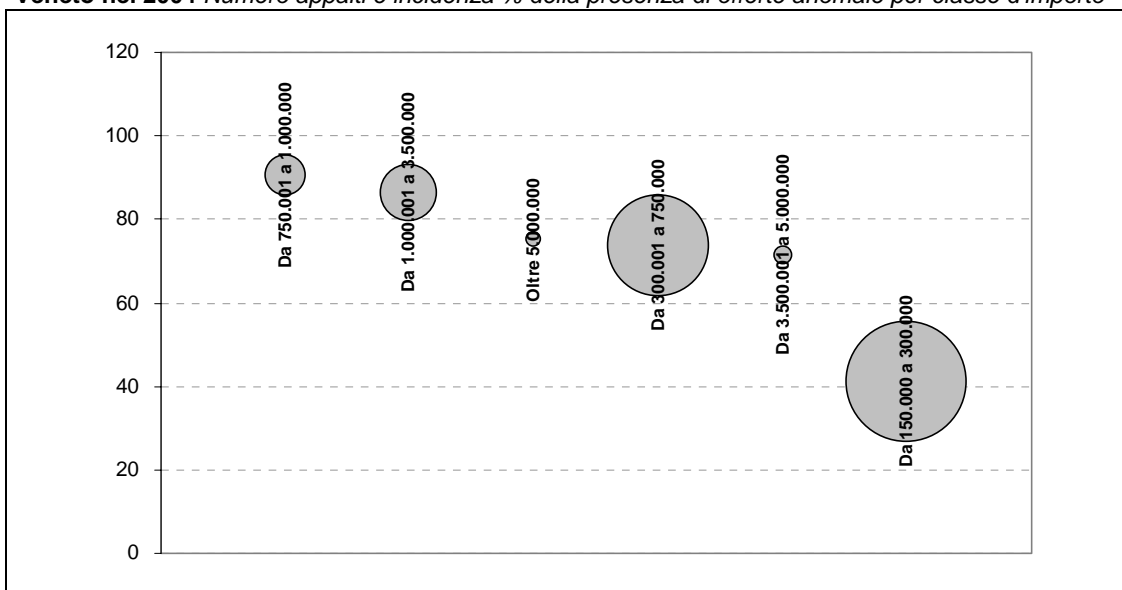 Veneto nel 2004 Numero appalti e incidenza % della presenza di offerte anomale per classe d'importo
120
100
80
60
40
20
0
Da 750.001 a 1.000.000
Da 1.000.001 a 3.500.000
Oltre 5.000.000
Da 300.001 a 750.000
Da 3.500.001 a 5.000.000
Da 150.000 a 300.000